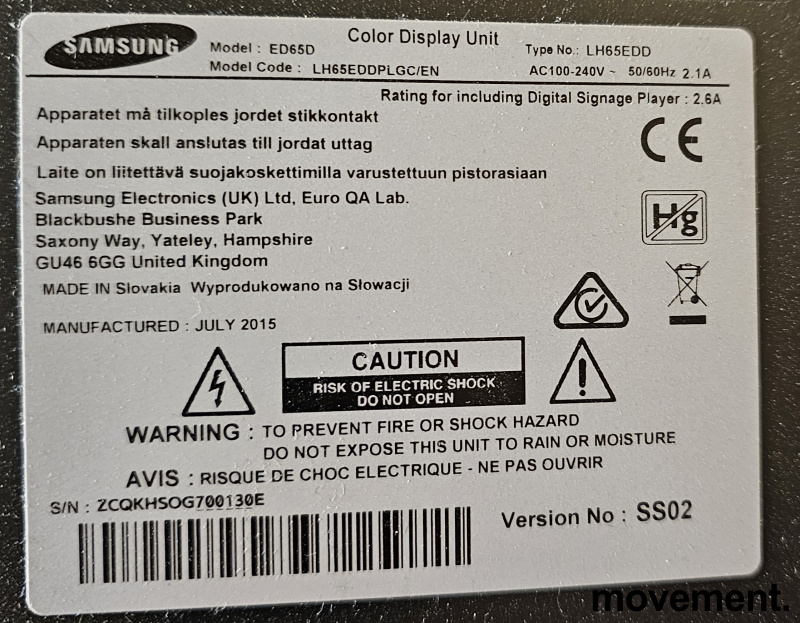 SAMSUNG
Color Display Unit
Model : ED65D
Type No.: LH65EDD
Model Code : LH65EDDPLGC/EN
AC100-240V ~ 50/60Hz 2.1A
Rating for including Digital Signage Player : 2.6A
Apparatet må tilkoples jordet stikkontakt
Apparaten skall anslutas till jordat uttag
Laite on liitettävä suojakoskettimilla varustettuun pistorasiaan
Samsung Electronics (UK) Ltd, Euro QA Lab.
Blackbushe Business Park
Saxony Way, Yateley, Hampshire
GU46 6GG United Kingdom
CE
Hg
MADE IN Slovakia Wyprodukowano na Słowacji
MANUFACTURED : JULY 2015
CAUTION
RISK OF ELECTRIC SHOCK
DO NOT OPEN
WARNING : TO PREVENT FIRE OR SHOCK HAZARD
DO NOT EXPOSE THIS UNIT TO RAIN OR MOISTURE
AVIS : RISQUE DE CHOC ELECTRIQUE - NE PAS OUVRIR
S/N : ZCQKHSOG700130E
Version No : SS02
movement.